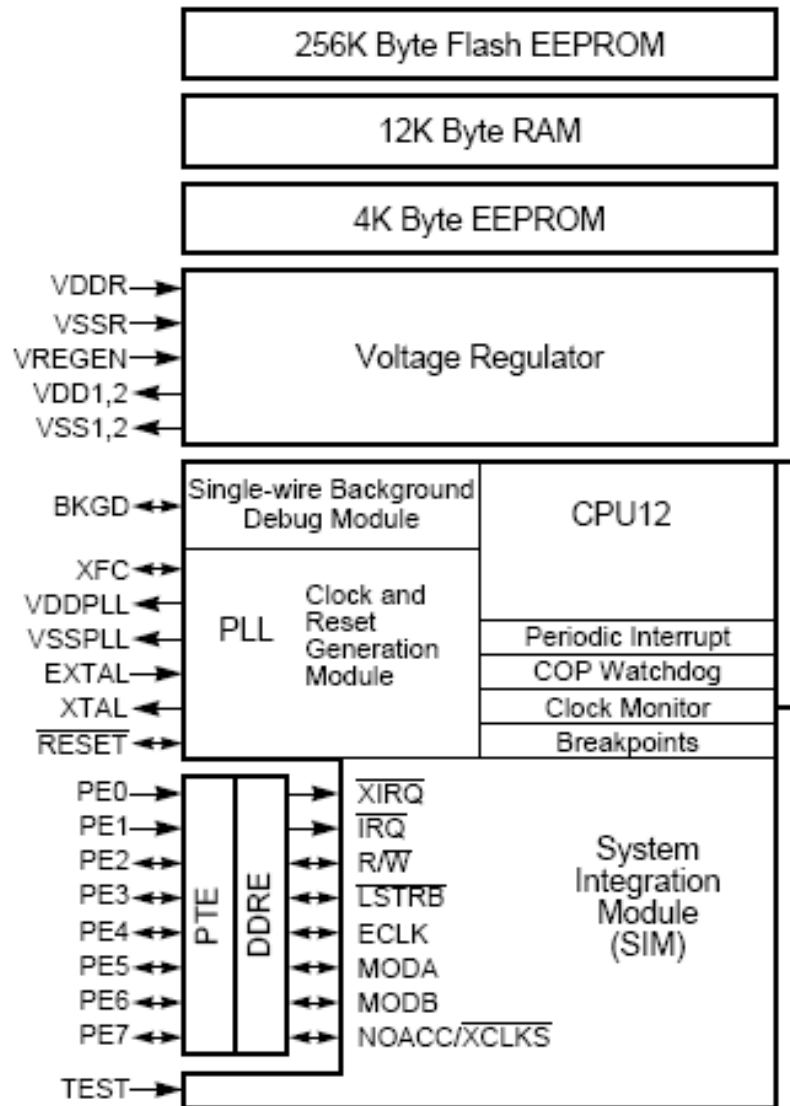 256K Byte Flash EEPROM
12K Byte RAM
4K Byte EEPROM
VDDR
VSSR
VREGEN
VDD1,2
VSS1,2
Voltage Regulator
BKGD
XFC
VDDPLL
VSSPLL
EXTAL
XTAL
RESET
Single-wire Background
Debug Module
CPU12
PLL
Clock and
Reset
Generation
Module
Periodic Interrupt
COP Watchdog
Clock Monitor
Breakpoints
PE0
PE1
PE2
PE3
PE4
PE5
PE6
PE7
PTE
DDRE
XIRQ
IRQ
R/W
LSTRB
ECLK
MODA
MODB
NOACC/XCLKS
System
Integration
Module
(SIM)
TEST